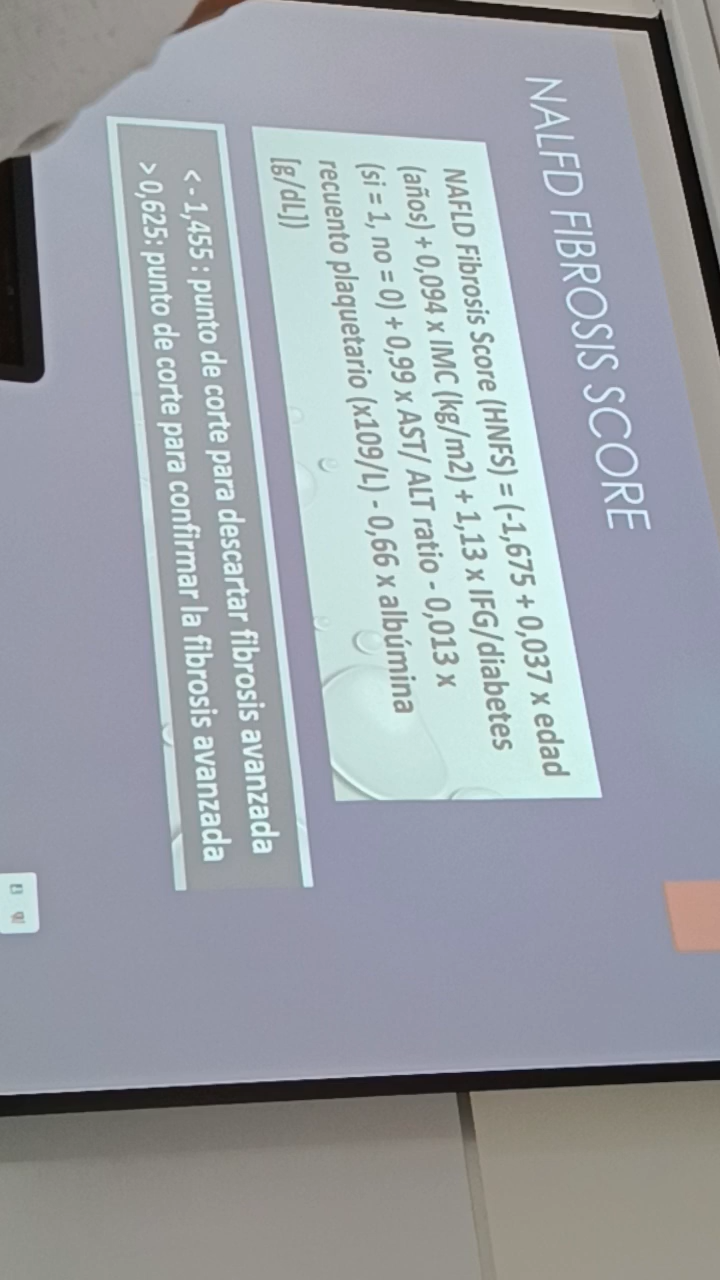 NALFD FIBROSIS SCORE
NAFLD Fibrosis Score (HNFS) = (-1,675 + 0,037 x edad
(años) + 0,094 x IMC (kg/m2) + 1,13 x IFG/diabetes
(si = 1, no = 0) + 0,99 x AST/ ALT ratio - 0,013 x
recuento plaquetario (x109/L) - 0,66 x albúmina
[g/dL])
<- 1,455 : punto de corte para descartar fibrosis avanzada
> 0,625: punto de corte para confirmar la fibrosis avanzada